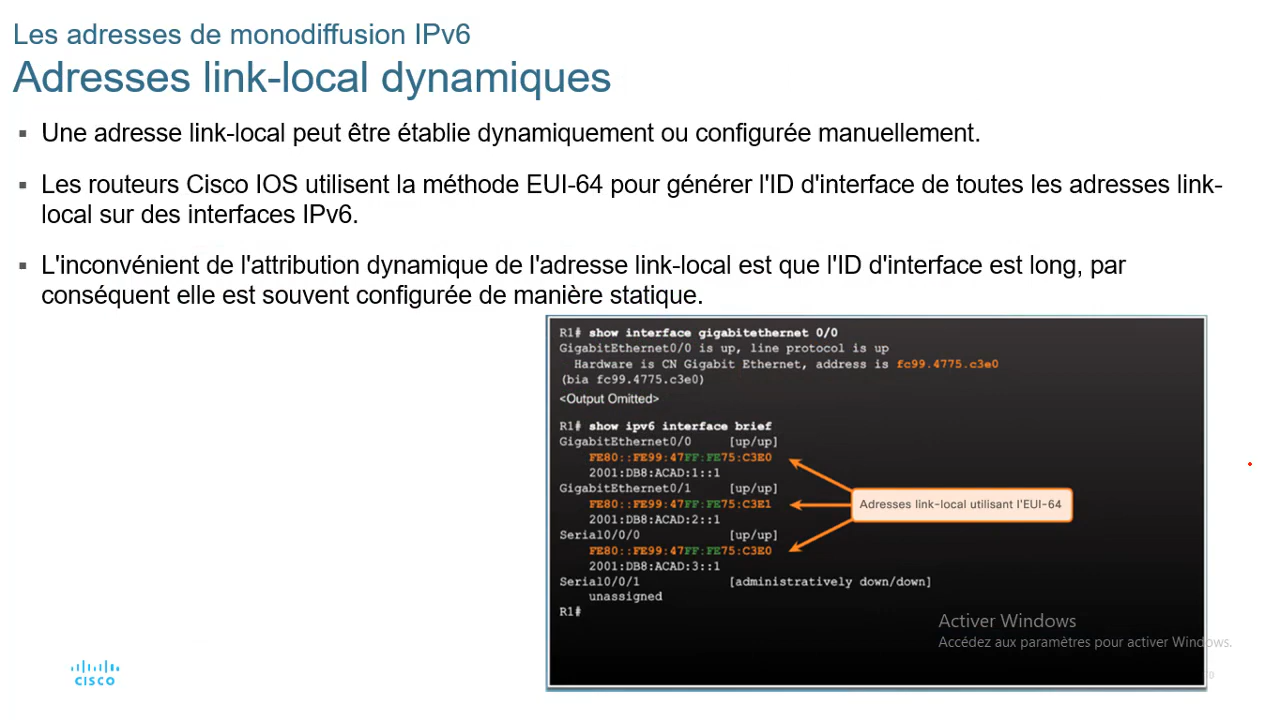 Les adresses de monodiffusion IPv6
Adresses link-local dynamiques
▪ Une adresse link-local peut être établie dynamiquement ou configurée manuellement.
▪ Les routeurs Cisco IOS utilisent la méthode EUI-64 pour générer l'ID d'interface de toutes les adresses link-
local sur des interfaces IPv6.
▪ L'inconvénient de l'attribution dynamique de l'adresse link-local est que l'ID d'interface est long, par
conséquent elle est souvent configurée de manière statique.
R1# show interface gigabitethernet 0/0
GigabitEthernet0/0 is up, line protocol is up
Hardware is CN Gigabit Ethernet, address is fc99.4775.c3e0
(bia fc99.4775.c3e0)
<Output Omitted>
R1# show ipv6 interface brief
GigabitEthernet0/0 [up/up]
FE80::FE99:47FF:FE75:C3E0
2001:DB8:ACAD:1::1
GigabitEthernet0/1 [up/up]
FE80::FE99:47FF:FE75:C3E1
Adresses link-local utilisant l'EUI-64
2001:DB8:ACAD:2::1
Serial0/0/0 [up/up]
FE80::FE99:47FF:FE75:C3E0
2001:DB8:ACAD:3::1
Serial0/0/1 [administratively down/down]
unassigned
R1#
Activer Windows
Accédez aux paramètres pour activer Windows.
CISCO